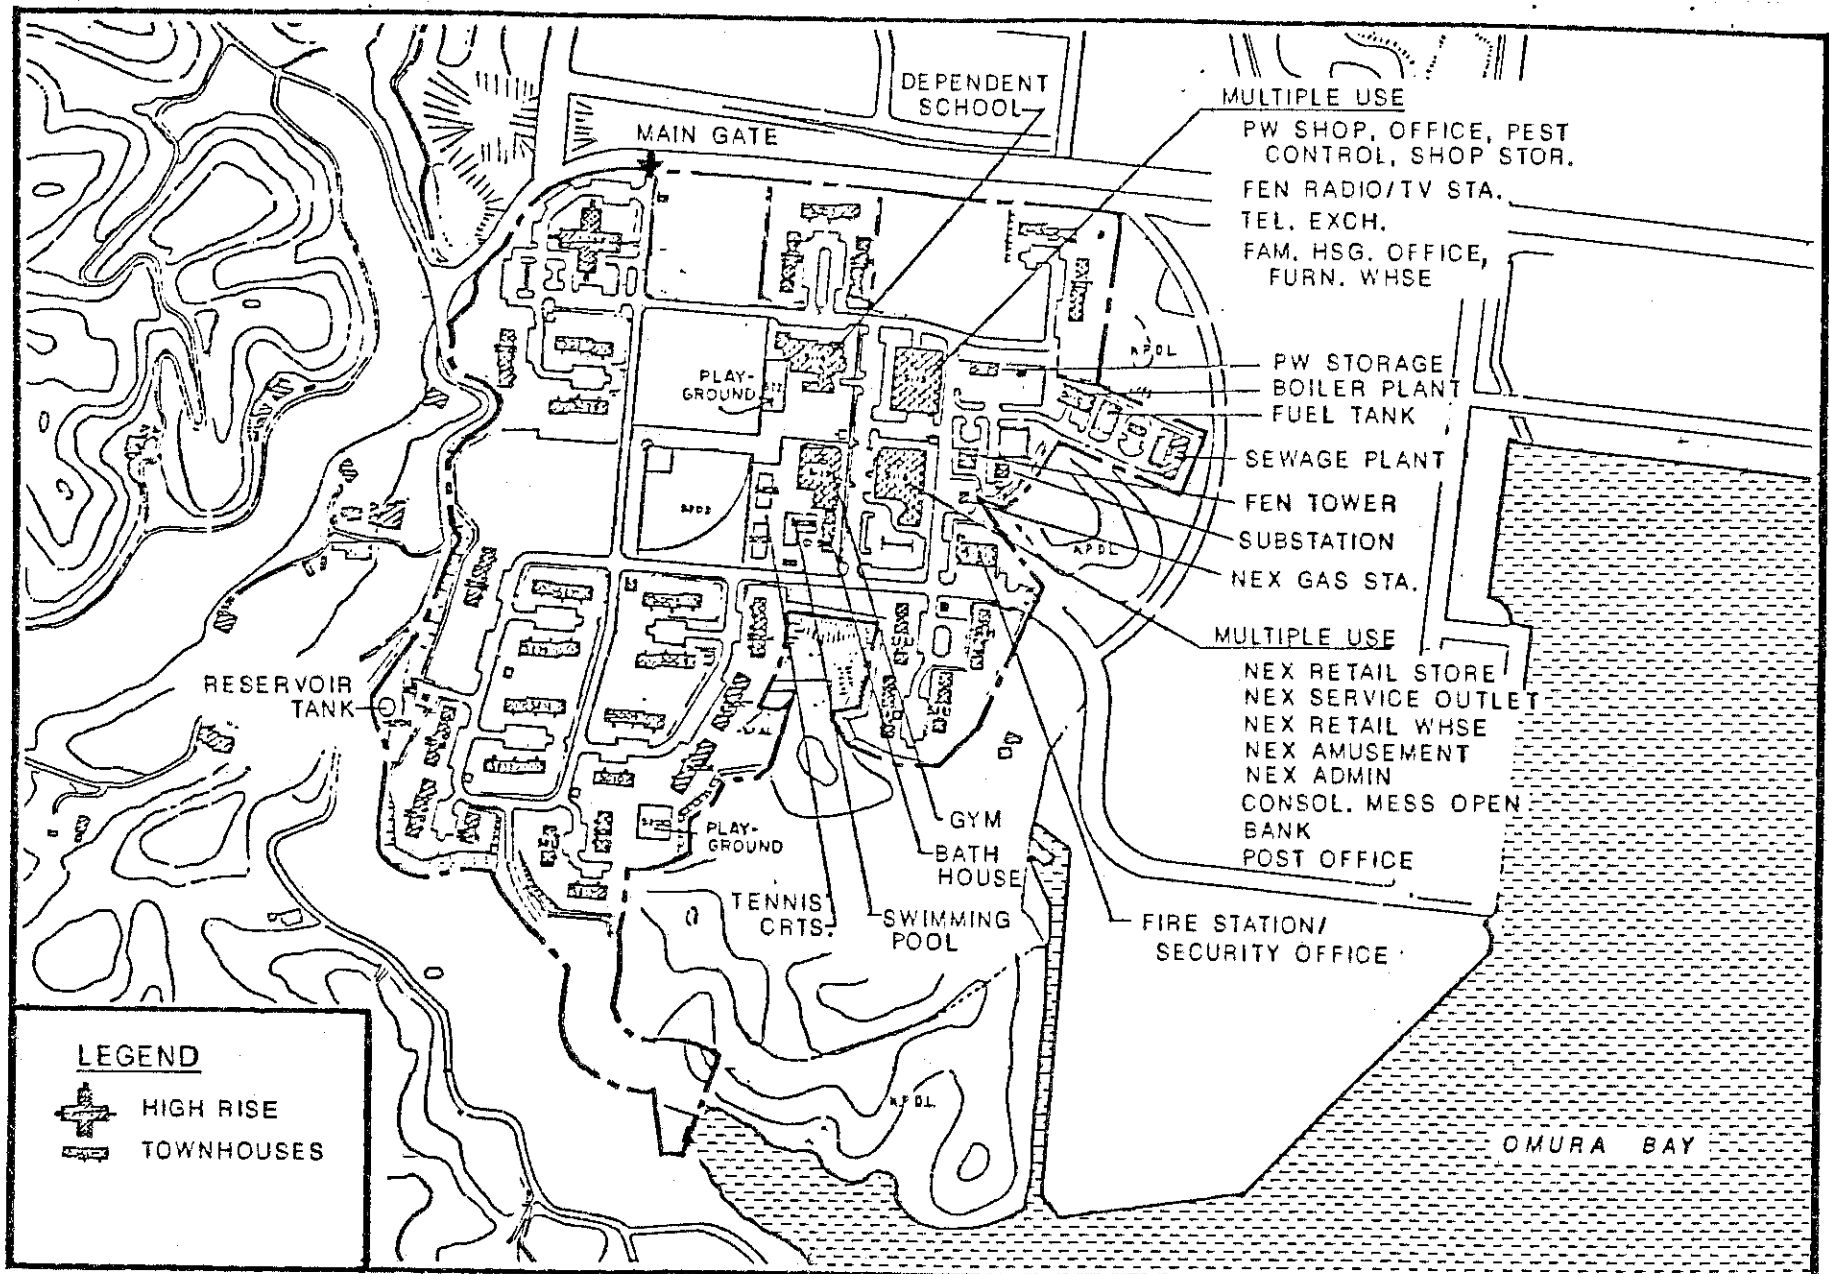 DEPENDENT
SCHOOL
MAIN GATE
MULTIPLE USE
PW SHOP, OFFICE, PEST
CONTROL, SHOP STOR.
FEN RADIO/TV STA.
TEL. EXCH.
FAM. HSG. OFFICE,
FURN. WHSE
PLAY-
GROUND
PW STORAGE
BOILER PLANT
FUEL TANK
SEWAGE PLANT
FEN TOWER
SUBSTATION
NEX GAS STA.
MULTIPLE USE
NEX RETAIL STORE
NEX SERVICE OUTLET
NEX RETAIL WHSE
NEX AMUSEMENT
NEX ADMIN
CONSOL. MESS OPEN
BANK
POST OFFICE
RESERVOIR
TANK
PLAY-
GROUND
GYM
BATH
HOUSE
TENNIS
CRTS.
SWIMMING
POOL
FIRE STATION/
SECURITY OFFICE
LEGEND
HIGH RISE
TOWNHOUSES
OMURA BAY